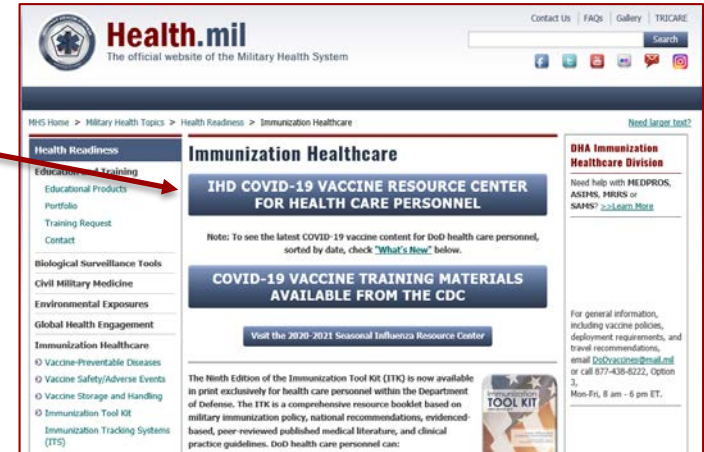 Contact Us | FAQs | Gallery | TRICARE
Health.mil
The official website of the Military Health System
Search
MHS Home > Military Health Topics > Health Readiness > Immunization Healthcare
Need larger text?
Health Readiness
Education and Training
Educational Products
Portfolio
Training Request
Contact
Biological Surveillance Tools
Civil Military Medicine
Environmental Exposures
Global Health Engagement
Immunization Healthcare
Vaccine-Preventable Diseases
Vaccine Safety/Adverse Events
Vaccine Storage and Handling
Immunization Tool Kit
Immunization Tracking Systems
(ITS)
Immunization Healthcare
IHD COVID-19 VACCINE RESOURCE CENTER
FOR HEALTH CARE PERSONNEL
Note: To see the latest COVID-19 vaccine content for DoD health care personnel,
sorted by date, check "What's New" below.
COVID-19 VACCINE TRAINING MATERIALS
AVAILABLE FROM THE CDC
Visit the 2020-2021 Seasonal Influenza Resource Center
The Ninth Edition of the Immunization Tool Kit (ITK) is now available
in print exclusively for health care personnel within the Department
of Defense. The ITK is a comprehensive resource booklet based on
military immunization policy, national recommendations, evidenced-
based, peer-reviewed published medical literature, and clinical
practice guidelines. DoD health care personnel can:
Immunization
TOOL KIT
DHA Immunization
Healthcare Division
Need help with MEDPROS,
ASIMS, MRRS or
SAMS? >>Learn More
For general information,
including vaccine policies,
deployment requirements, and
travel recommendations,
email DoDvaccines@mail.mil
or call 877-438-8222, Option
3,
Mon-Fri, 8 am - 6 pm ET.